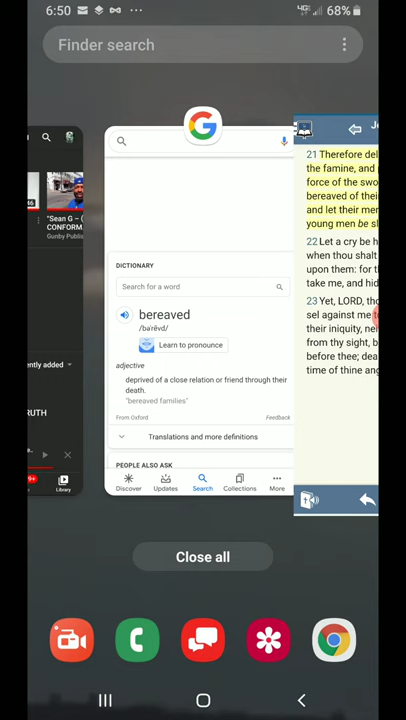 6:50
4G
68%
Finder search
46
"Sean G – (
CONFORM.
Gunby Publis
ently added
RUTH
9+
Library
DICTIONARY
Search for a word
bereaved
/bəˈrēvd/
Learn to pronounce
adjective
deprived of a close relation or friend through their
death.
"bereaved families"
From Oxford
Feedback
Translations and more definitions
PEOPLE ALSO ASK
Discover
Updates
Search
Collections
More
21 Therefore del
the famine, and
force of the swo
bereaved of thei
and let their mer
young men be sl
22 Let a cry be h
when thou shalt
upon them: for t
take me, and hid
23 Yet, LORD, tho
sel against me t
their iniquity, nei
from thy sight, b
before thee; dea
time of thine ang
Close all